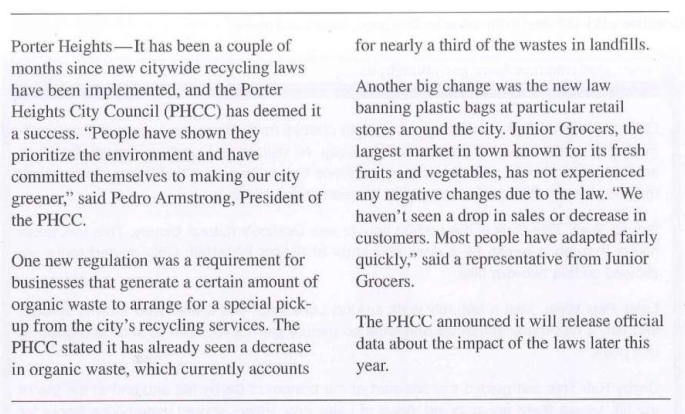 Porter Heights—It has been a couple of
months since new citywide recycling laws
have been implemented, and the Porter
Heights City Council (PHCC) has deemed it
a success. “People have shown they
prioritize the environment and have
committed themselves to making our city
greener,” said Pedro Armstrong, President of
the PHCC.
One new regulation was a requirement for
businesses that generate a certain amount of
organic waste to arrange for a special pick-
up from the city’s recycling services. The
PHCC stated it has already seen a decrease
in organic waste, which currently accounts
for nearly a third of the wastes in landfills.
Another big change was the new law
banning plastic bags at particular retail
stores around the city. Junior Grocers, the
largest market in town known for its fresh
fruits and vegetables, has not experienced
any negative changes due to the law. “We
haven’t seen a drop in sales or decrease in
customers. Most people have adapted fairly
quickly,” said a representative from Junior
Grocers.
The PHCC announced it will release official
data about the impact of the laws later this
year.